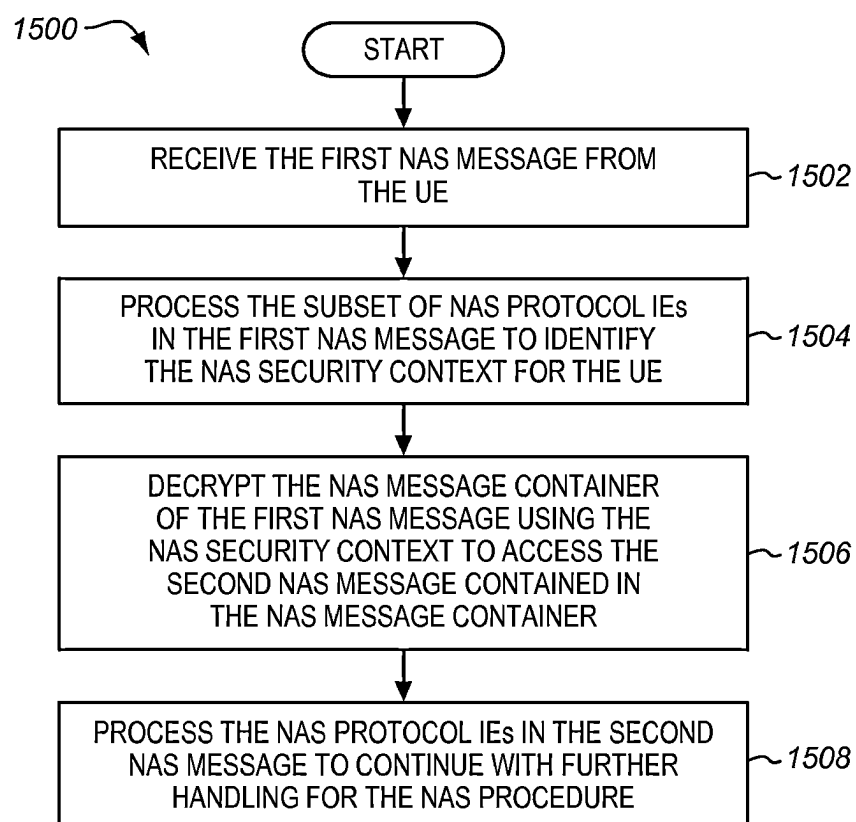 1500
START
RECEIVE THE FIRST NAS MESSAGE FROM
THE UE
1502
PROCESS THE SUBSET OF NAS PROTOCOL IEs
IN THE FIRST NAS MESSAGE TO IDENTIFY
THE NAS SECURITY CONTEXT FOR THE UE
1504
DECRYPT THE NAS MESSAGE CONTAINER
OF THE FIRST NAS MESSAGE USING THE
NAS SECURITY CONTEXT TO ACCESS THE
SECOND NAS MESSAGE CONTAINED IN
THE NAS MESSAGE CONTAINER
1506
PROCESS THE NAS PROTOCOL IEs IN THE SECOND
NAS MESSAGE TO CONTINUE WITH FURTHER
HANDLING FOR THE NAS PROCEDURE
1508